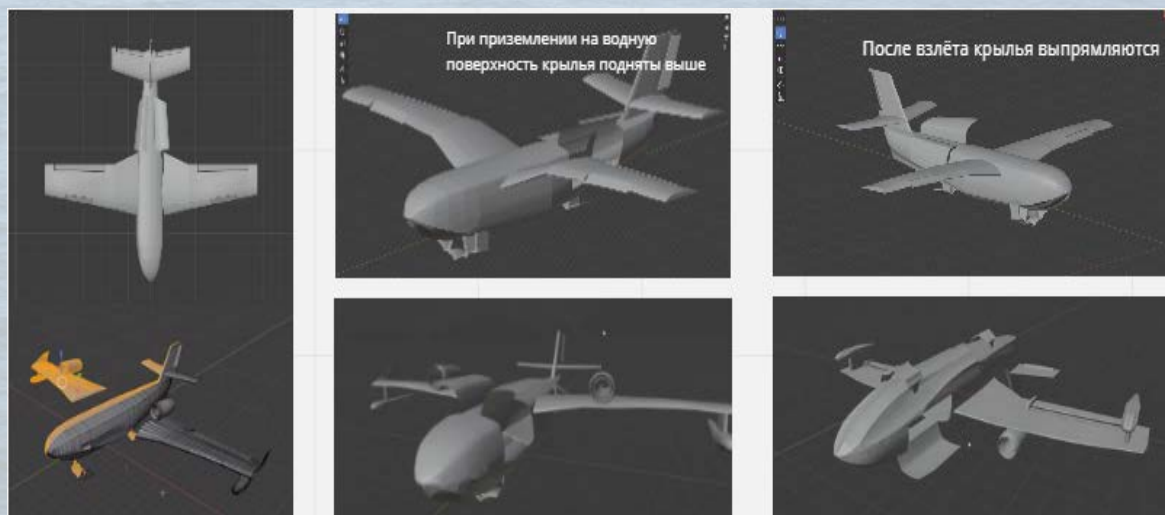 При приземлении на водную
поверхность крылья подняты выше
После взлёта крылья выпрямляются